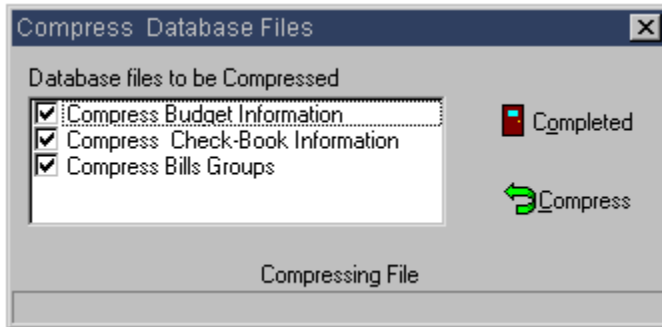 Compress  Database Files
Database files to be Compressed
Compress Budget Information
Compress  Check-Book Information
Compress Bills Groups
Completed
Compress
Compressing File